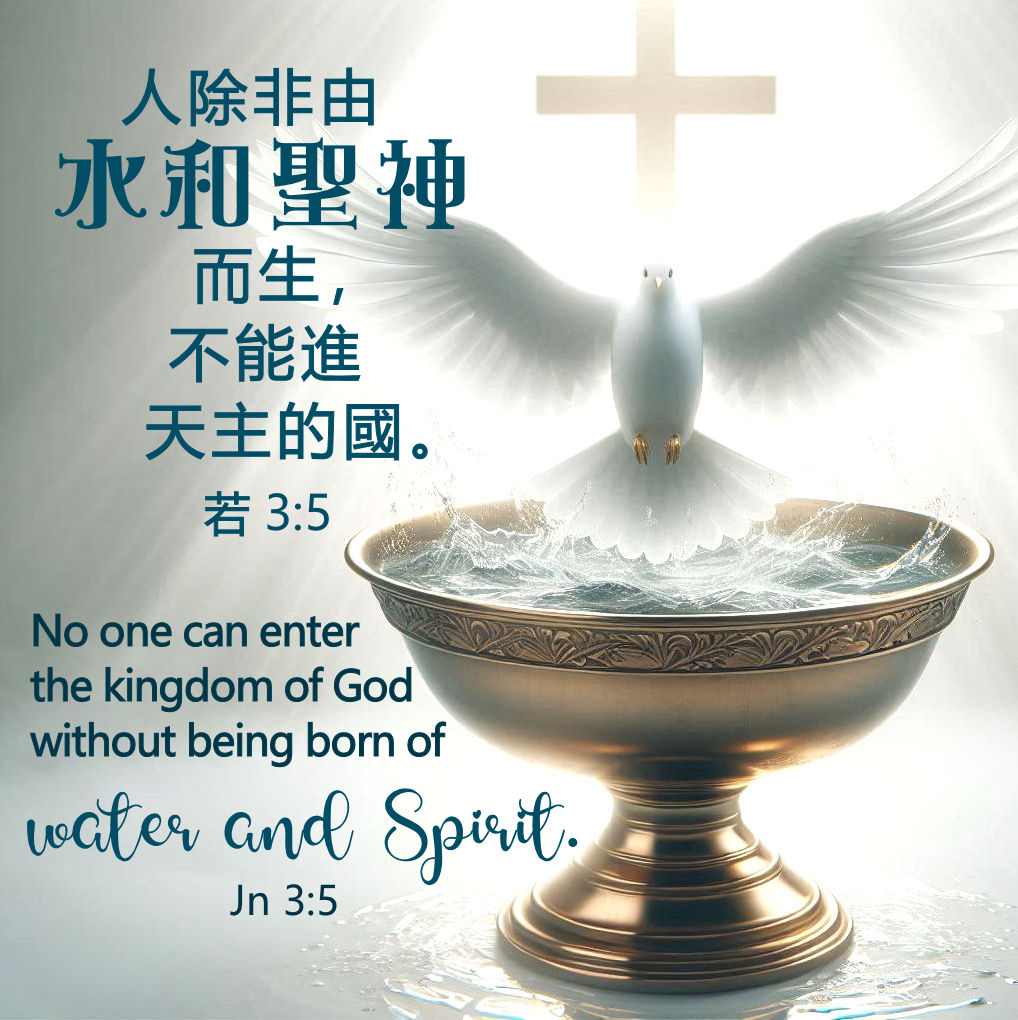 人除非由
水和聖神
而生，
不能進
天主的國。
若 3:5
No one can enter
the kingdom of God
without being born of
water and Spirit.
Jn 3:5